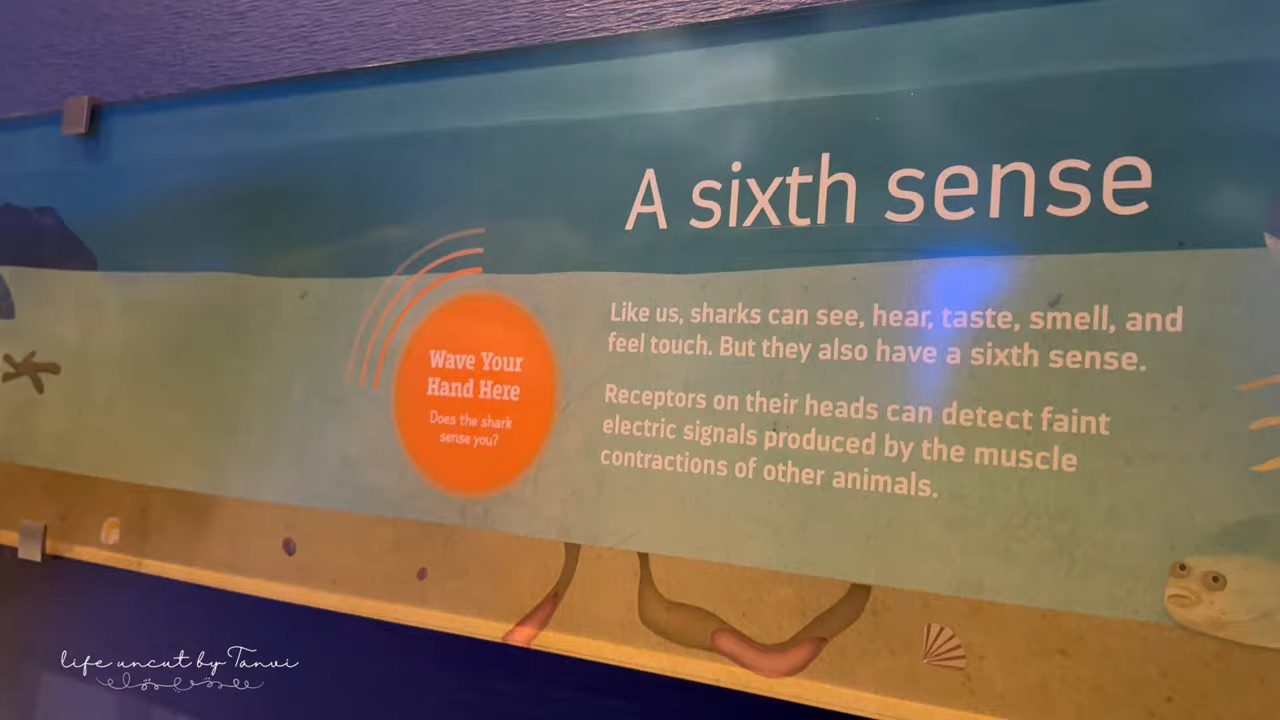 A sixth sense
Wave Your
Hand Here
Does the shark
sense you?
Like us, sharks can see, hear, taste, smell, and
feel touch. But they also have a sixth sense.
Receptors on their heads can detect faint
electric signals produced by the muscle
contractions of other animals.
life uncut by Tanvi